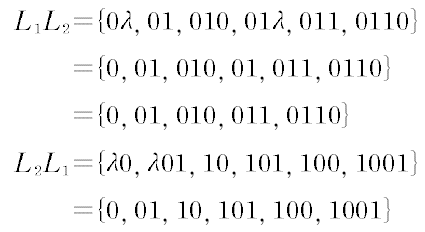 L₁L₂={0λ, 01, 010, 01λ, 011, 0110}
={0, 01, 010, 01, 011, 0110}
={0, 01, 010, 011, 0110}
L₂L₁={λ0, λ01, 10, 101, 100, 1001}
={0, 01, 10, 101, 100, 1001}